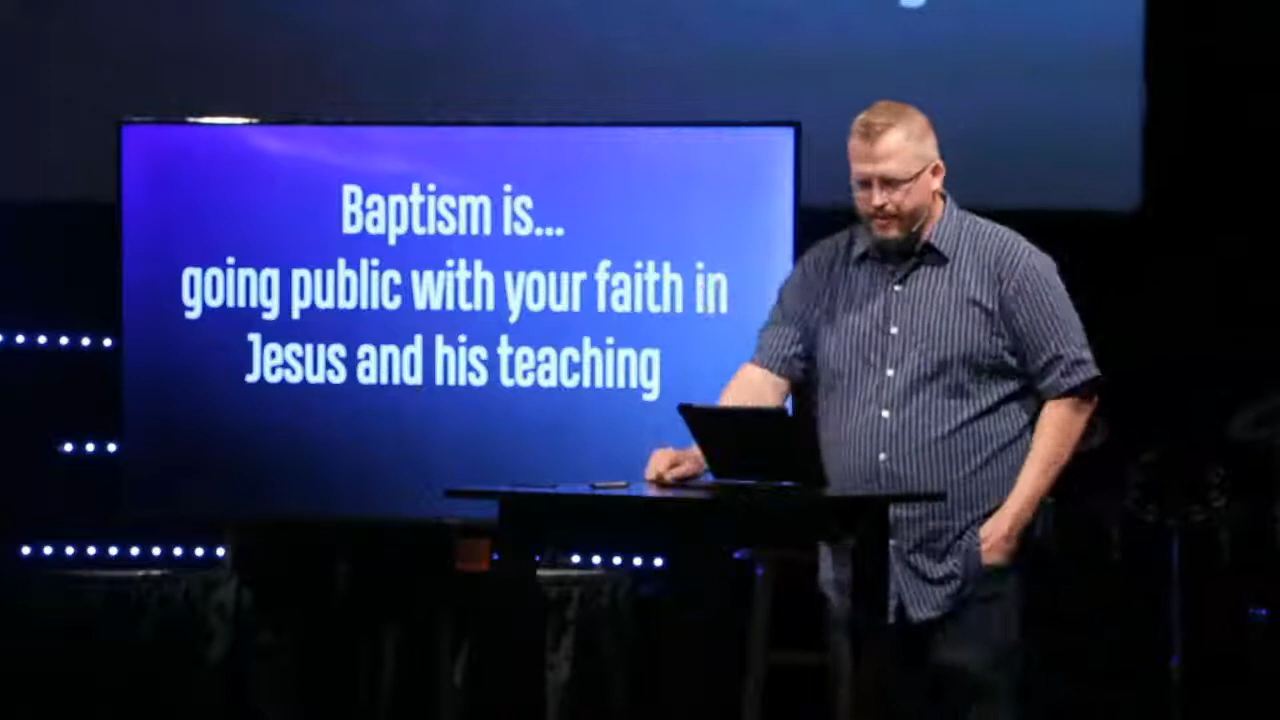 Baptism is...
going public with your faith in
Jesus and his teaching